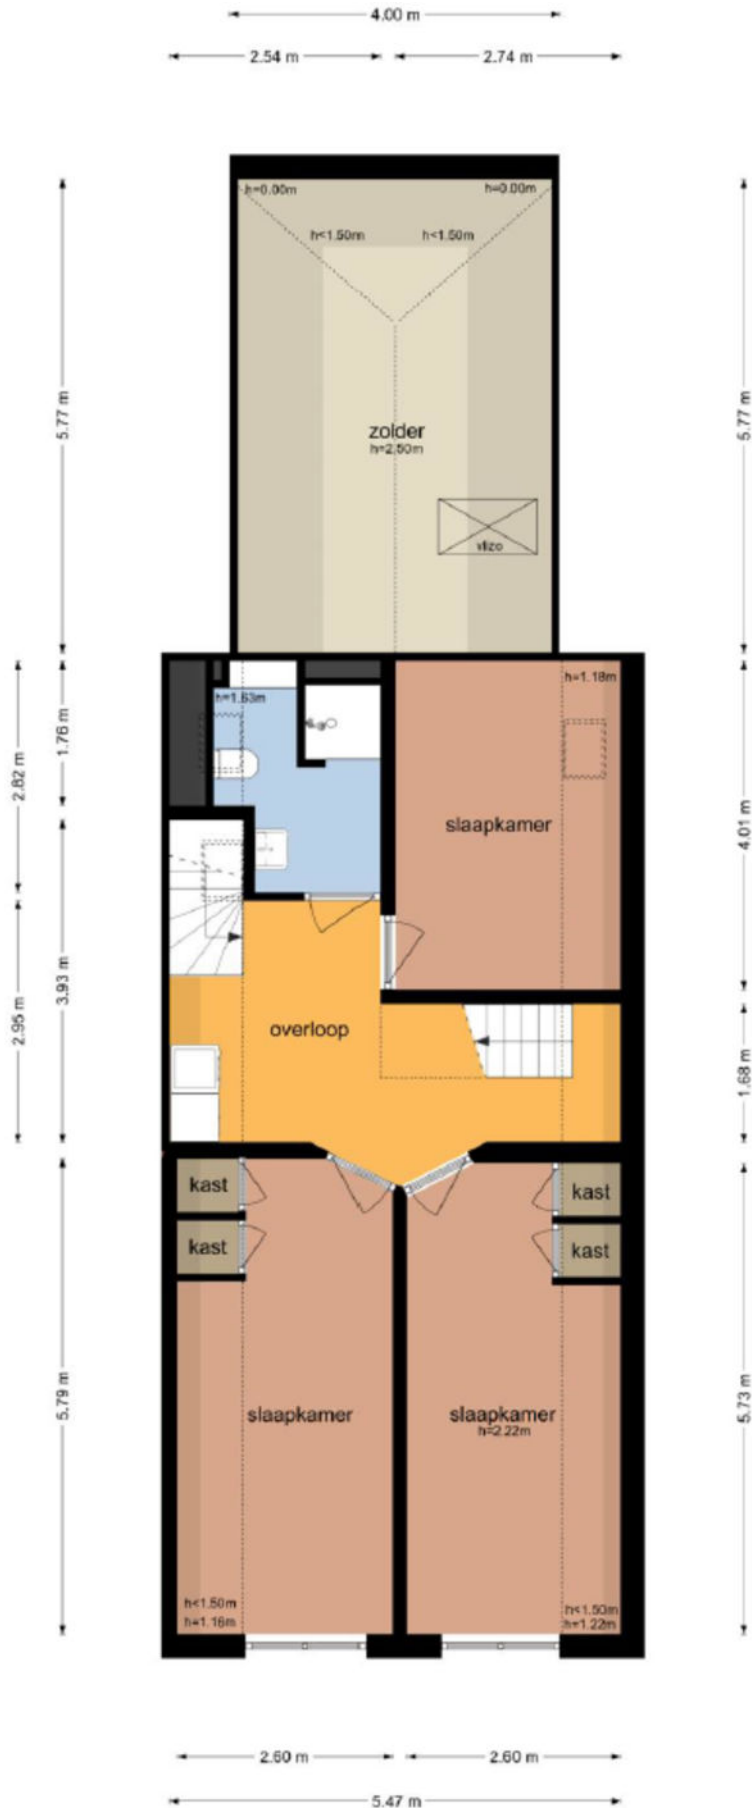 4.00 m
2.54 m
2.74 m
h=0.00m
h=0.00m
h<1.50m
h<1.50m
5.77 m
5.77 m
zolder
h=2.50m
vlizo
h=1.63m
h=1.18m
1.76 m
2.82 m
slaapkamer
4.01 m
3.93 m
2.95 m
overloop
1.68 m
kast
kast
kast
kast
5.79 m
5.73 m
slaapkamer
slaapkamer
h=2.22m
h<1.50m
h=1.16m
h<1.50m
h=1.22m
2.60 m
2.60 m
5.47 m